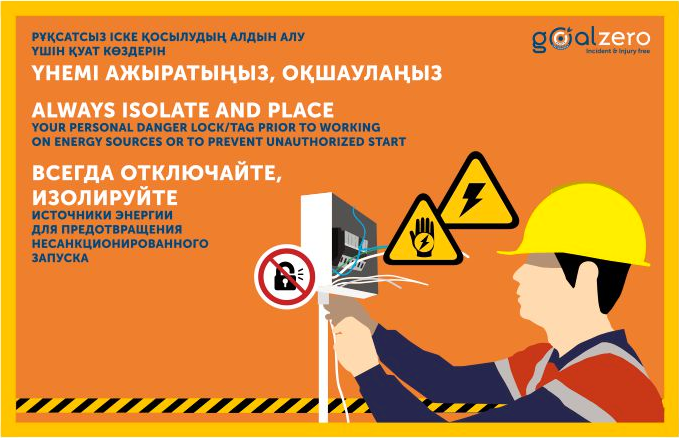 РҰҚСАТСЫЗ ІСКЕ ҚОСЫЛУДЫҢ АЛДЫН АЛУ
ҮШІН ҚУАТ КӨЗДЕРІН
ҮНЕМІ АЖЫРАТЫҢЫЗ, ОҚШАУЛАҢЫЗ
ALWAYS ISOLATE AND PLACE
YOUR PERSONAL DANGER LOCK/TAG PRIOR TO WORKING
ON ENERGY SOURCES OR TO PREVENT UNAUTHORIZED START
ВСЕГДА ОТКЛЮЧАЙТЕ,
ИЗОЛИРУЙТЕ
ИСТОЧНИКИ ЭНЕРГИИ
ДЛЯ ПРЕДОТВРАЩЕНИЯ
НЕСАНКЦИОНИРОВАННОГО
ЗАПУСКА
goalzero
Incident & injury free